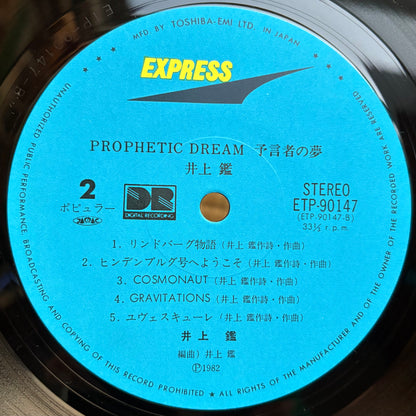 MFD. BY TOSHIBA-EMI LTD. IN JAPAN
EXPRESS
PROPHETIC DREAM 予言者の夢
井上 鑑
2
ポピュラー
DR
DIGITAL RECORDING
STEREO
ETP-90147
(ETP-90147-B)
33⅓ r.p.m.
1. リンドバーグ物語 (井上 鑑作詩・作曲)
2. ヒンデンブルグ号へようこそ (井上 鑑作詩・作曲)
3. COSMONAUT (井上 鑑作詩・作曲)
4. GRAVITATIONS (井上 鑑作詩・作曲)
5. エヴェスキューレ (井上 鑑作詩・作曲)
井上 鑑
編曲) 井上 鑑
Ⓟ1982
UNAUTHORIZED PUBLIC PERFORMANCE, BROADCASTING AND COPYING OF THIS RECORD PROHIBITED ★ ALL RIGHTS OF THE MANUFACTURER AND OF THE OWNER OF THE RECORDED WORK ARE RESERVED